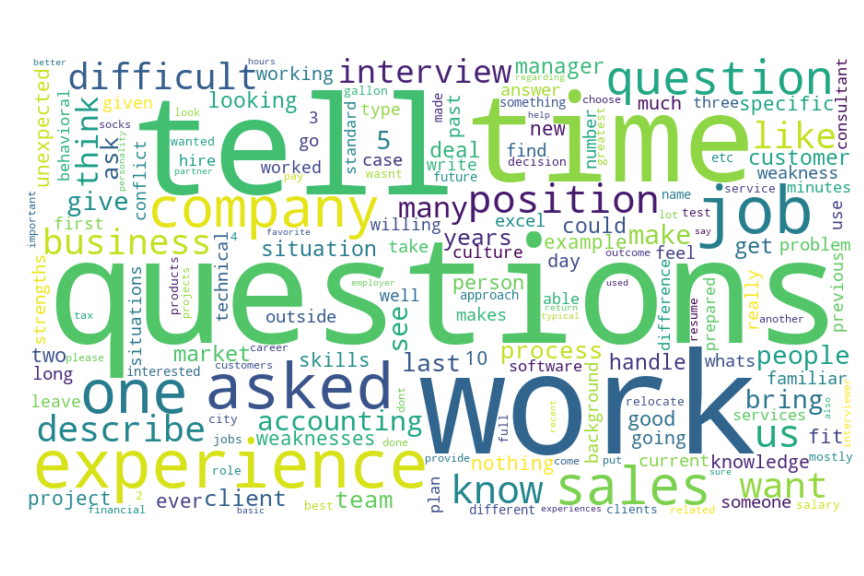 better
hours
difficult
working
interview
manager
regarding
question
consultant
unexpected
behavioral
think
given
socks
look
looking
gallon
type
made
past
answer
something
choose
number
much
three
specific
tell
time
like
ask
personality
wanted
hire
partner
3
go
worked
pay
standard
5
case
wasnt
write
future
deal
new
find
decision
help
greatest
etc
customer
weakness
important
give
conflict
company
many
position
willing
excel
name
service
minutes
job
lot
test
say
use
first
business
4
favorite
technical
situation
take
years
culture
could
example
make
day
outcome
feel
get
problem
previous
strengths
situations
products
projects
questions
employer
well
person
approach
makes
able
return
typical
used
difference
resume
prepared
really
another
tax
outside
see
two
please
market
career
customers
skills
last
10
process
software
handle
whats
people
long
interested
asked
dont
work
background
relocate
familiar
leave
one
city
accounting
full
recent
good
bring
services
also
interviewer
describe
jobs
weaknesses
done
going
us
fit
experience
role
provide
nothing
come
put
current
knowledge
sure
mostly
project
2
ever
client
know
sales
want
financial
basic
best
team
plan
different
experiences
clients
related
someone
salary